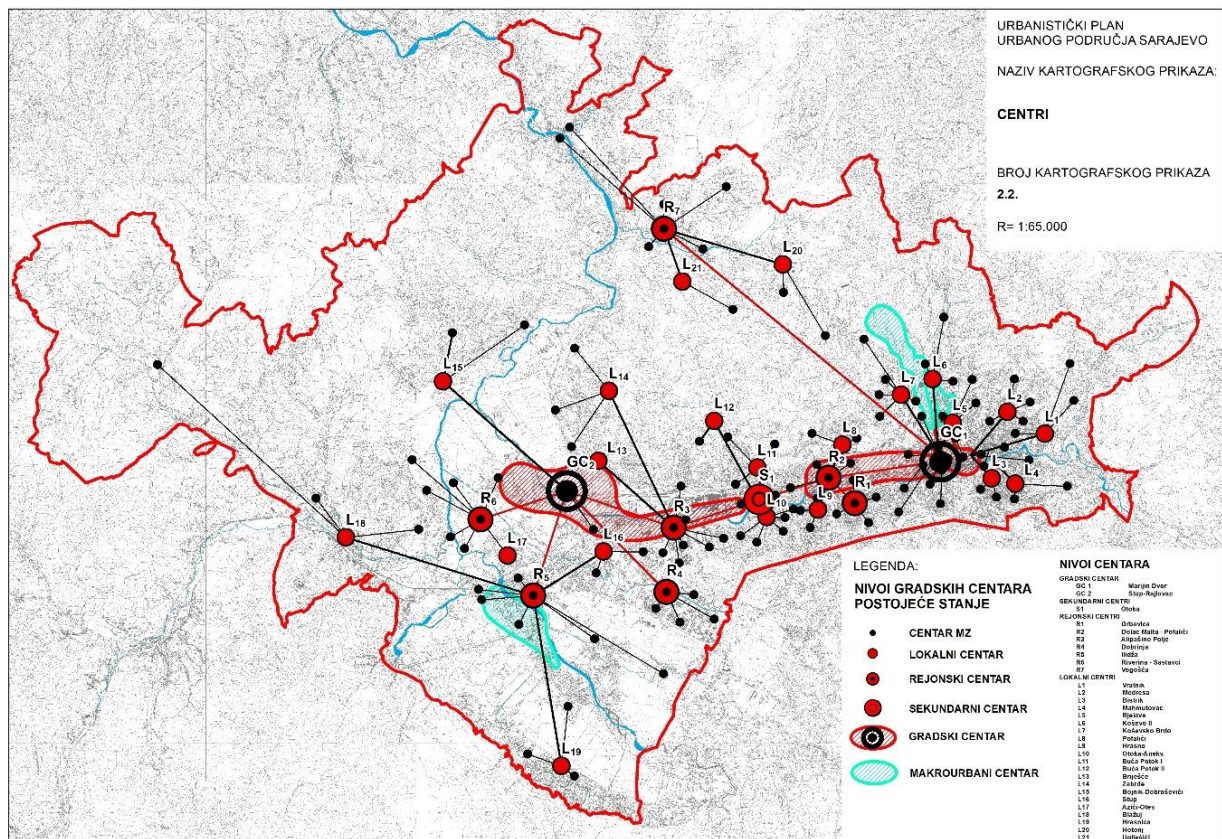 URBANISTIČKI PLAN
URBANOG PODRUČJA SARAJEVO
NAZIV KARTOGRAFSKOG PRIKAZA:
CENTRI
BROJ KARTOGRAFSKOG PRIKAZA
2.2.
R= 1:65.000
R7
L20
L21
L15
L14
L7
L6
L5
L2
L1
L12
L8
L11
GC1
GC2
L13
R2
L3
L4
S1
R1
L9
L10
R6
R3
L18
L17
L16
R5
R4
L19
LEGENDA:
NIVOI GRADSKIH CENTARA
POSTOJEĆE STANJE
CENTAR MZ
LOKALNI CENTAR
REJONSKI CENTAR
SEKUNDARNI CENTAR
GRADSKI CENTAR
MAKROURBANI CENTAR
NIVOI CENTARA
GRADSKI CENTAR
GC 1 Marijin Dvor
GC 2 Stup-Rajlovac
SEKUNDARNI CENTRI
S1 Otoka
REJONSKI CENTRI
R1 Grbavica
R2 Dolac Malta - Pofalići
R3 Alipašino Polje
R4 Dobrinja
R5 Ilidža
R6 Riverina - Sastavci
R7 Vogošća
LOKALNI CENTRI
L1 Vratnik
L2 Medresa
L3 Bistrik
L4 Mahmutovac
L5 Bjelave
L6 Koševo II
L7 Koševsko Brdo
L8 Pofalići
L9 Hrasno
L10 Otoka-Aneks
L11 Buća Potok I
L12 Buća Potok II
L13 Briješće
L14 Zabrđe
L15 Bojnik-Dobroševići
L16 Stup
L17 Azići-Otes
L18 Blažuj
L19 Hrasnica
L20 Hotonj
L21